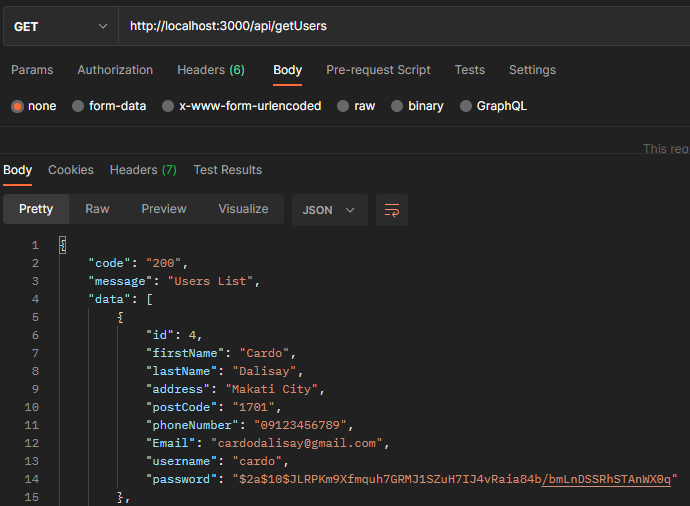 GET http://localhost:3000/api/getUsers
Params Authorization Headers (6) Body Pre-request Script Tests Settings
none form-data x-www-form-urlencoded raw binary GraphQL
This req
Body Cookies Headers (7) Test Results
Pretty Raw Preview Visualize JSON
1 {
2 "code": "200",
3 "message": "Users List",
4 "data": [
5 {
6 "id": 4,
7 "firstName": "Cardo",
8 "lastName": "Dalisay",
9 "address": "Makati City",
10 "postCode": "1701",
11 "phoneNumber": "09123456789",
12 "Email": "cardodalisay@gmail.com",
13 "username": "cardo",
14 "password": "$2a$10$JLRPKm9Xfmquh7GRMJ1SZuH7IJ4vRaia84b/bmLnDSSRhSTAnWX0q"
15 },